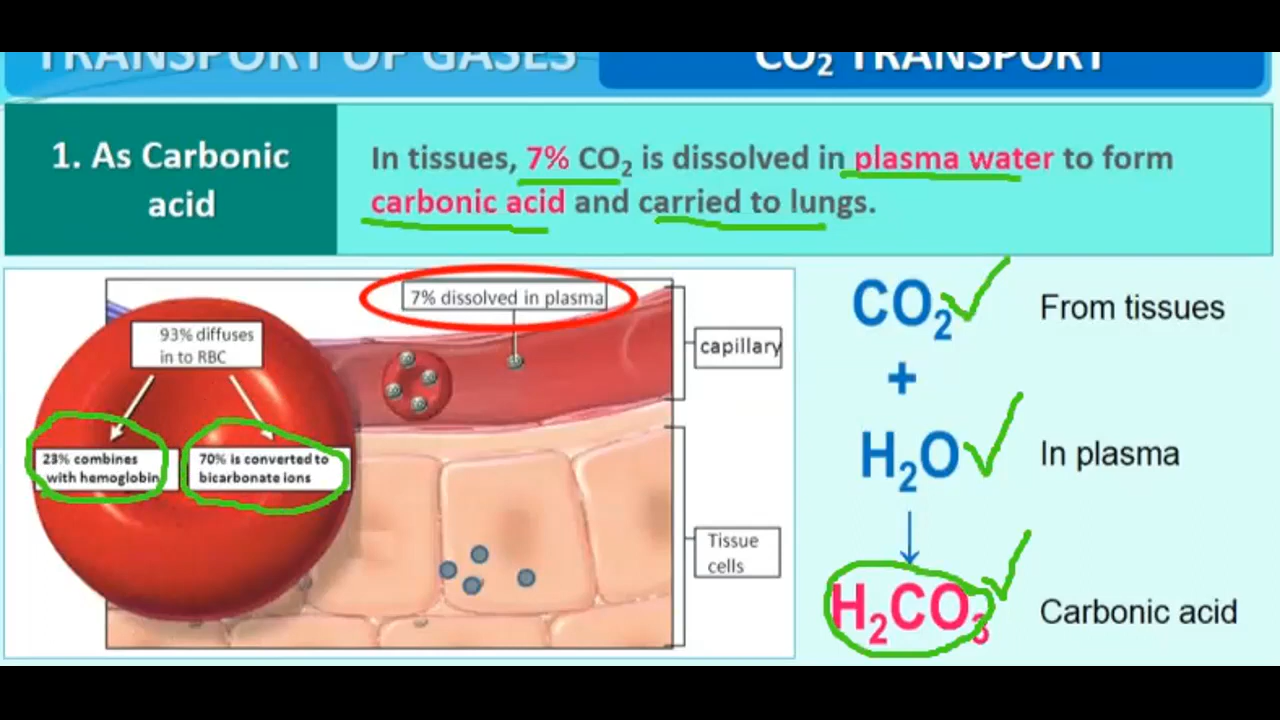 TRANSPORT OF GASES
CO2 TRANSPORT
1. As Carbonic
acid
In tissues, 7% CO2 is dissolved in plasma water to form
carbonic acid and carried to lungs.
7% dissolved in plasma
93% diffuses
in to RBC
capillary
23% combines
with hemoglobin
70% is converted to
bicarbonate ions
Tissue
cells
CO2
From tissues
+
H2O
In plasma
H2CO3
Carbonic acid